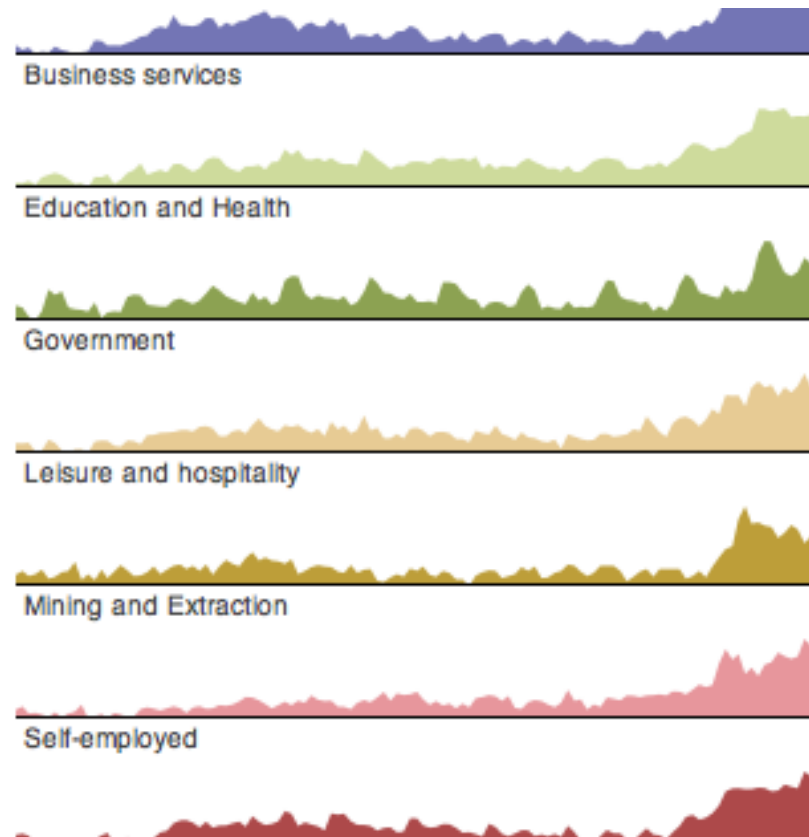 Business services
Education and Health
Government
Leisure and hospitality
Mining and Extraction
Self-employed